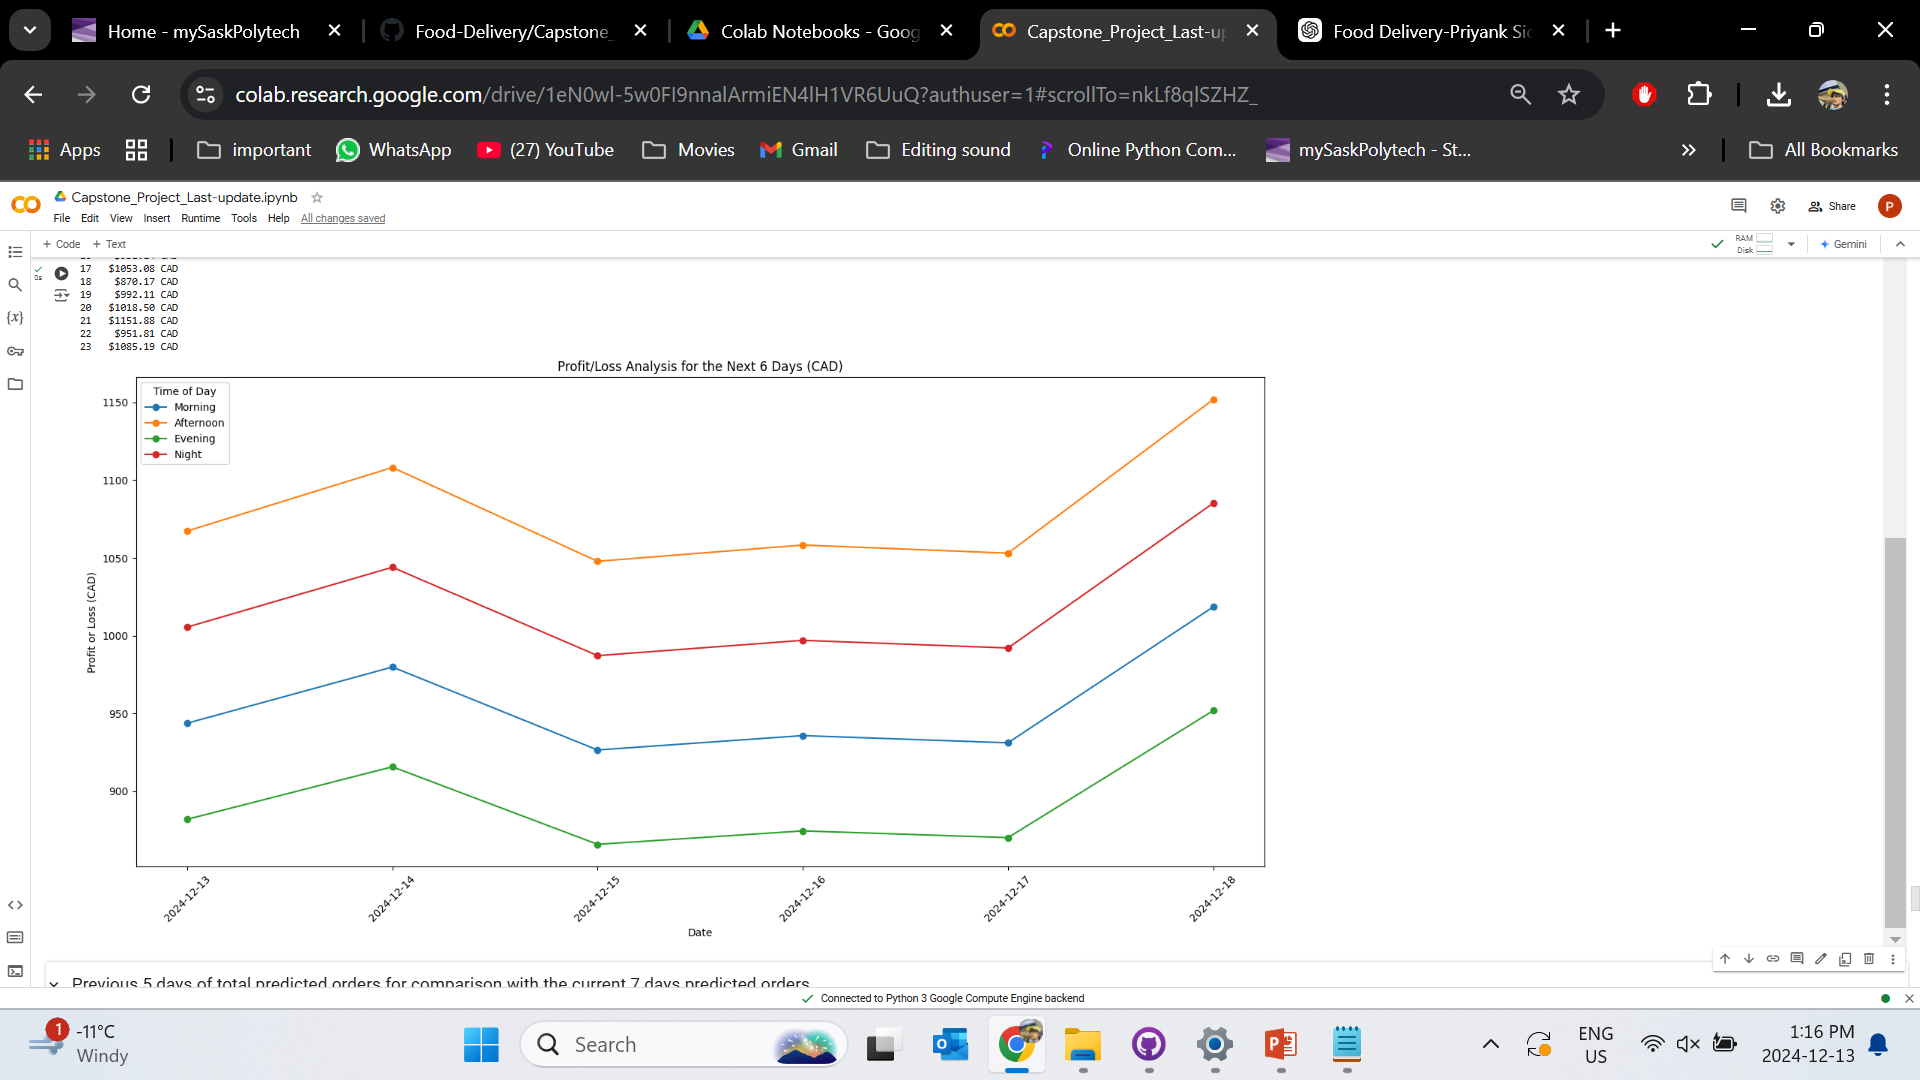 Home - mySaskPolytech
Food-Delivery/Capstone_
Colab Notebooks - Goog
Capstone_Project_Last-up
Food Delivery-Priyank Sid
colab.research.google.com/drive/1eN0wl-5w0FI9nnalArmiEN4lH1VR6UuQ?authuser=1#scrollTo=nkLf8qlSZHZ_
Apps
important
WhatsApp
(27) YouTube
Movies
Gmail
Editing sound
Online Python Com...
mySaskPolytech - St...
All Bookmarks
Capstone_Project_Last-update.ipynb
File Edit View Insert Runtime Tools Help All changes saved
Share
P
+ Code + Text
RAM
Disk
Gemini
0s
17 $1053.08 CAD
18 $870.17 CAD
19 $992.11 CAD
20 $1018.50 CAD
21 $1151.88 CAD
22 $951.81 CAD
23 $1085.19 CAD
Profit/Loss Analysis for the Next 6 Days (CAD)
Time of Day
Morning
Afternoon
Evening
Night
1150
1100
1050
1000
950
900
Profit or Loss (CAD)
2024-12-13
2024-12-14
2024-12-15
2024-12-16
2024-12-17
2024-12-18
Date
Previous 5 days of total predicted orders for comparison with the current 7 days predicted orders
Connected to Python 3 Google Compute Engine backend
1
-11°C
Windy
Search
ENG
US
1:16 PM
2024-12-13